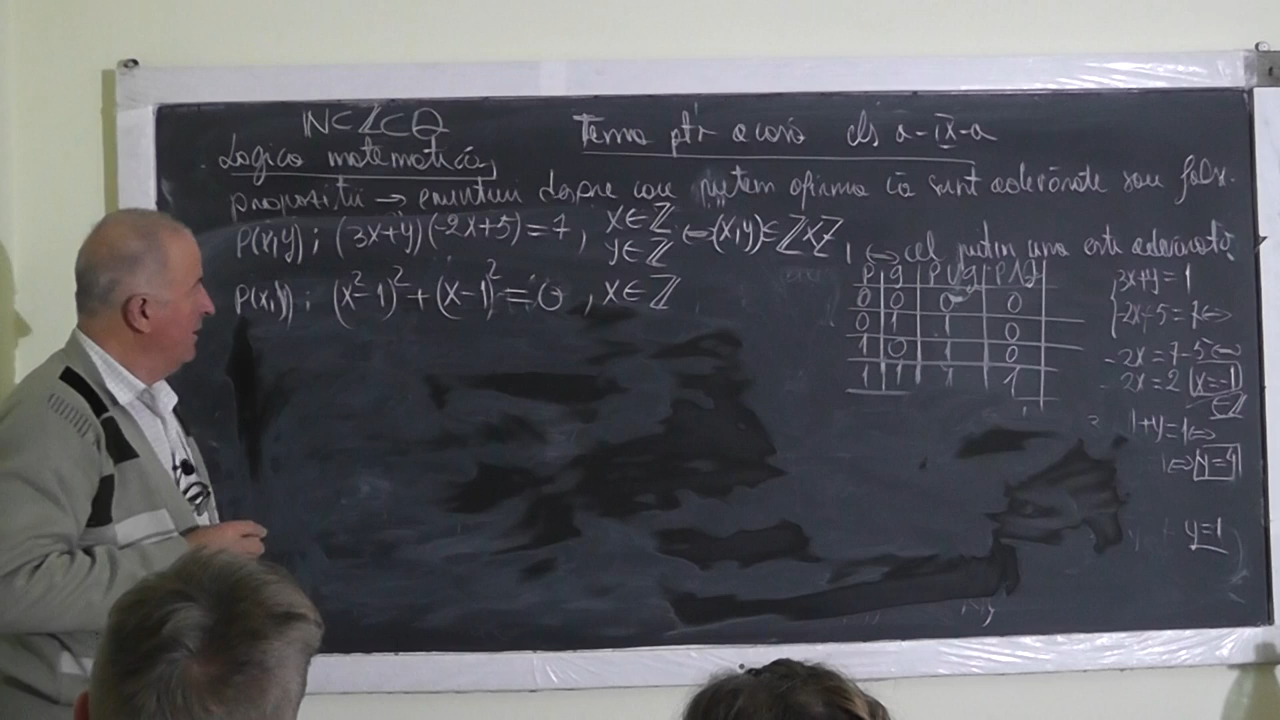 N⊂Z⊂Q
Tema ptr acasă cls a-IX-a
Logica matematică
propoziții → enunțuri despre care putem afirma că sunt adevărate sau false.
p(x,y): (3x+y)(-2x+5)=7, x∈Z y∈Z ⇔ (x,y)∈Z×Z
1 ⇔ cel puțin una este adevărată
p(x,y): (x²-1)²+(x-1)²=0, x∈Z
p q p∨q p∧q
0 0 0 0
0 1 1 0
1 0 1 0
1 1 1 1
3x+y=1
-2x+5=7⇔
-2x=7-5⇔
-2x=2 x=-1
∈Z
1+y=1⇔
⇔ y=4
y=1